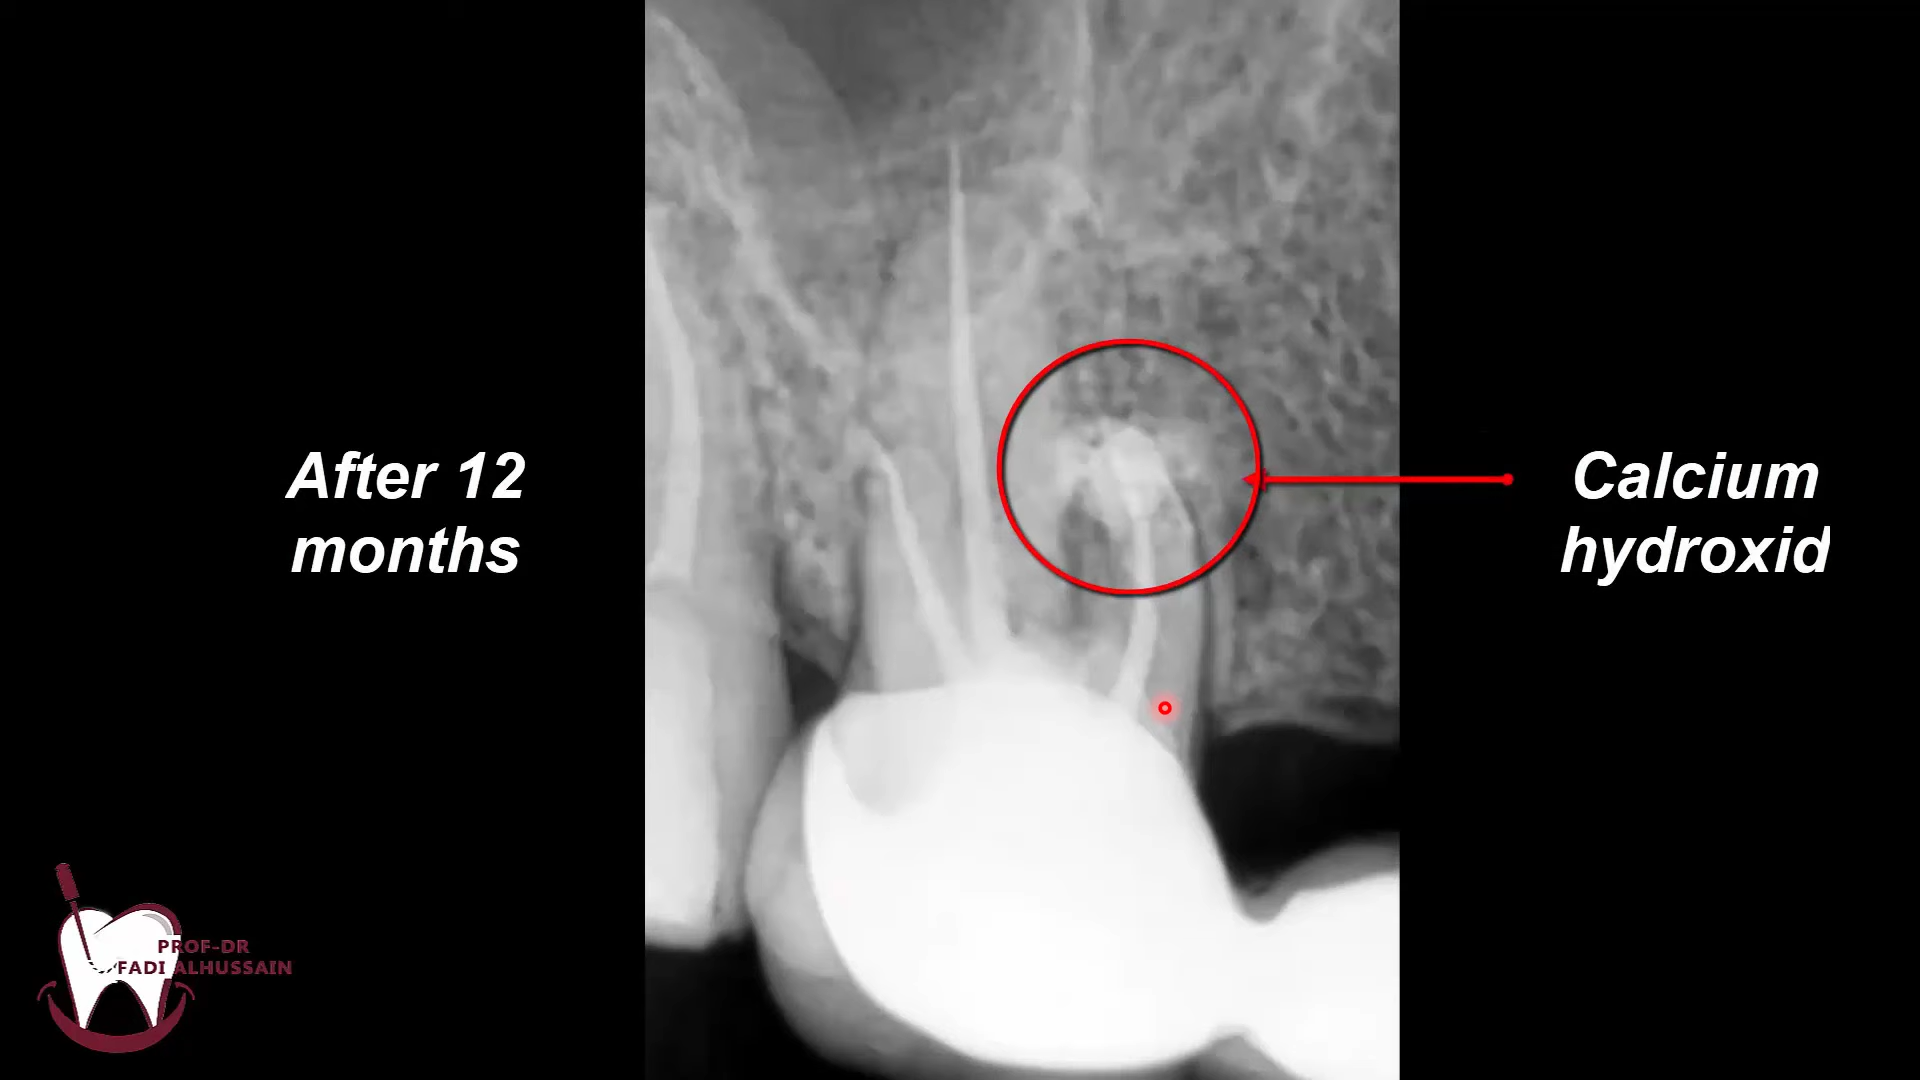 After 12
months
Calcium
hydroxid
PROF-DR
FADI ALHUSSAIN